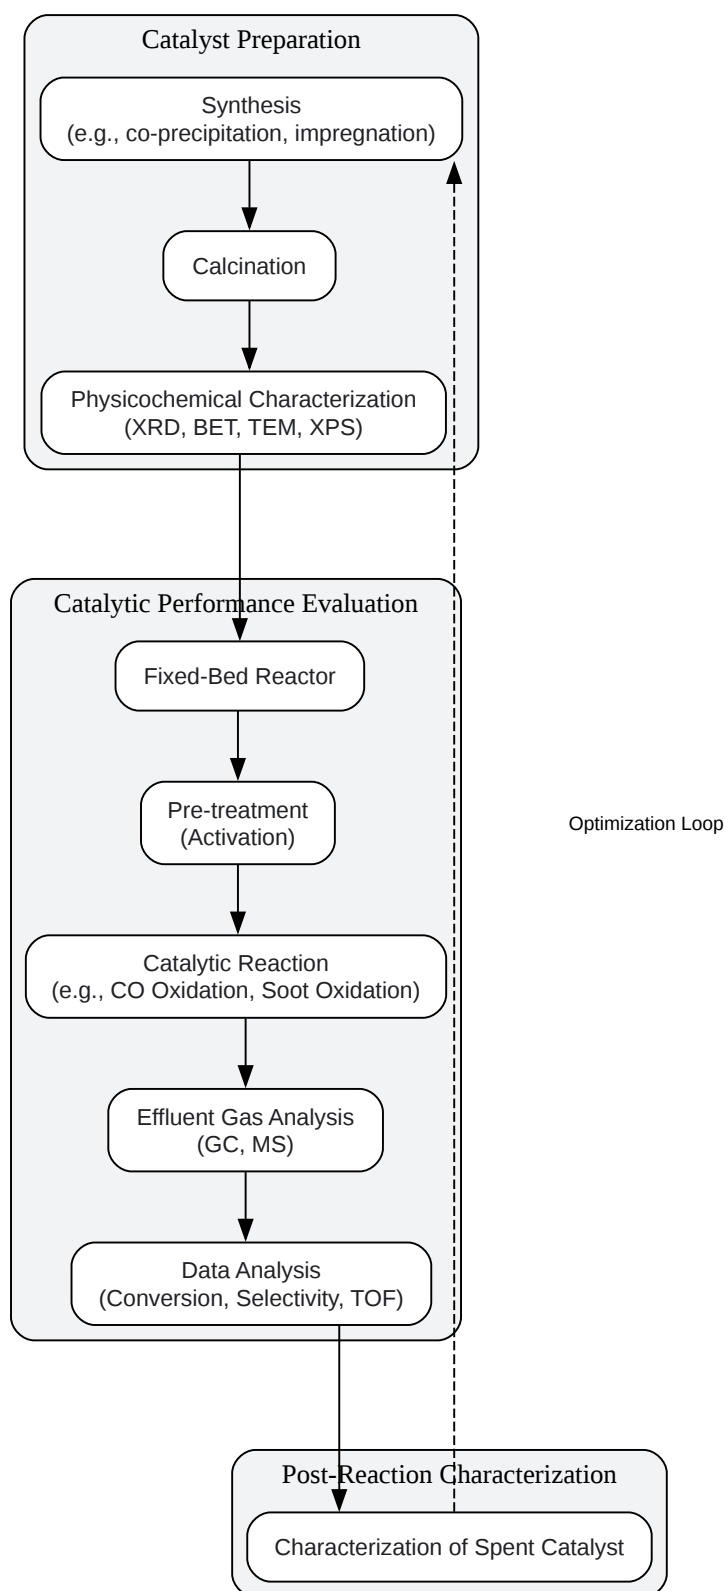 Catalyst Preparation
Synthesis
(e.g., co-precipitation, impregnation)
Calcination
Physicochemical Characterization
(XRD, BET, TEM, XPS)
Catalytic Performance Evaluation
Fixed-Bed Reactor
Pre-treatment
(Activation)
Optimization Loop
Catalytic Reaction
(e.g., CO Oxidation, Soot Oxidation)
Effluent Gas Analysis
(GC, MS)
Data Analysis
(Conversion, Selectivity, TOF)
Post-Reaction Characterization
Characterization of Spent Catalyst